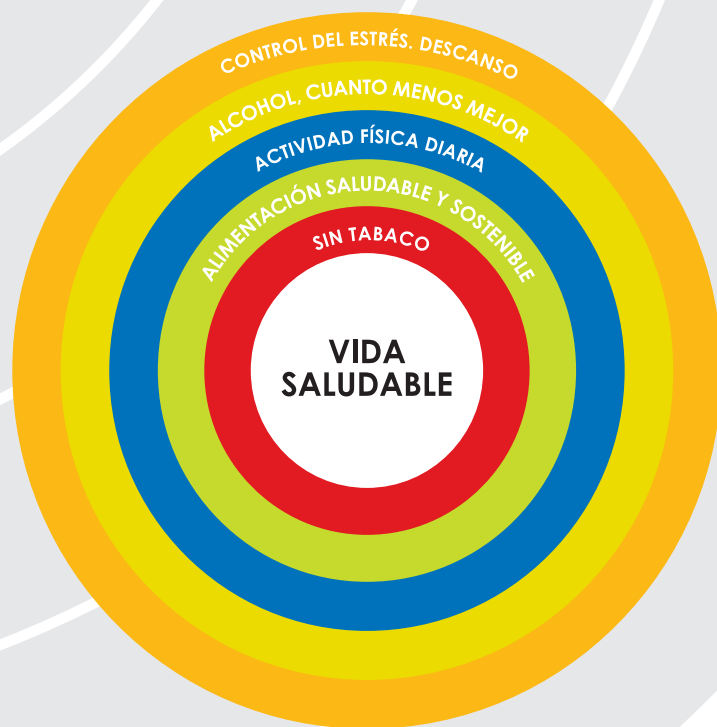 CONTROL DEL ESTRÉS. DESCANSO
ALCOHOL, CUANTO MENOS MEJOR
ACTIVIDAD FÍSICA DIARIA
ALIMENTACIÓN SALUDABLE Y SOSTENIBLE
SIN TABACO
VIDA
SALUDABLE